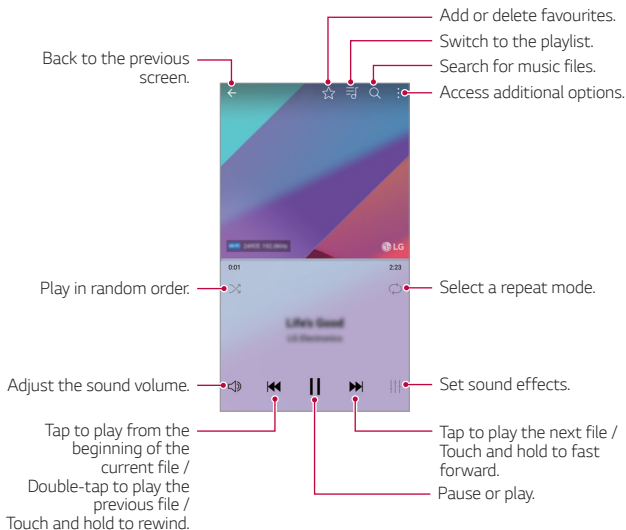 Add or delete favourites.
Switch to the playlist.
Search for music files.
Access additional options.
Back to the previous
screen.
LG
0:01
2:23
Play in random order.
Select a repeat mode.
Life's Good
LG Electronics
Adjust the sound volume.
Set sound effects.
Tap to play from the
beginning of the
current file /
Double-tap to play the
previous file /
Touch and hold to rewind.
Tap to play the next file /
Touch and hold to fast
forward.
Pause or play.